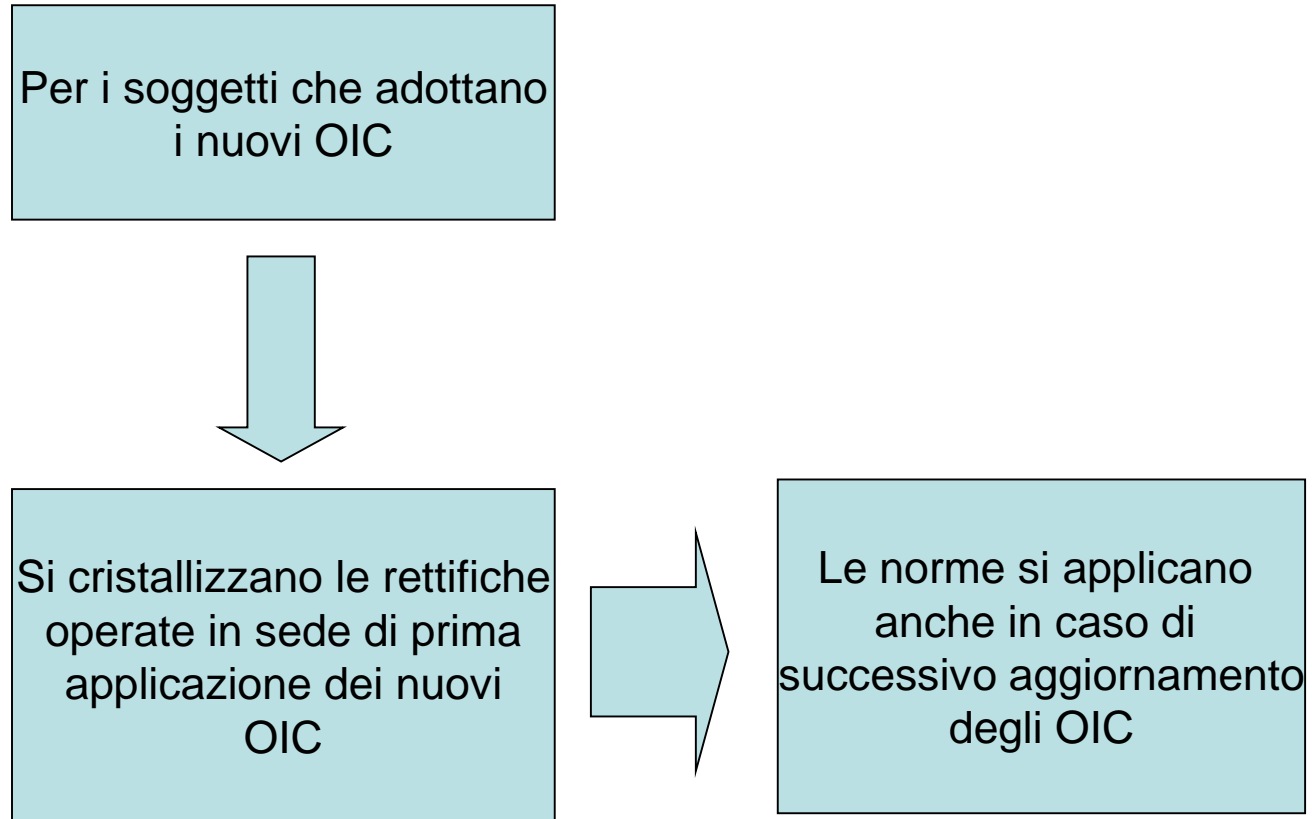 Per i soggetti che adottano
i nuovi OIC
Si cristallizzano le rettifiche
operate in sede di prima
applicazione dei nuovi
OIC
Le norme si applicano
anche in caso di
successivo aggiornamento
degli OIC